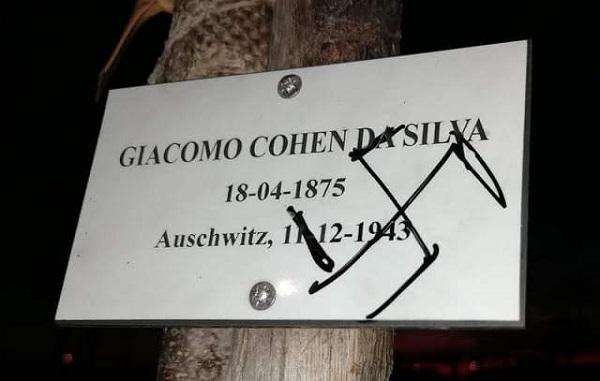 GIACOMO COHEN DA SILVA
18-04-1875
Auschwitz, 11-12-1943